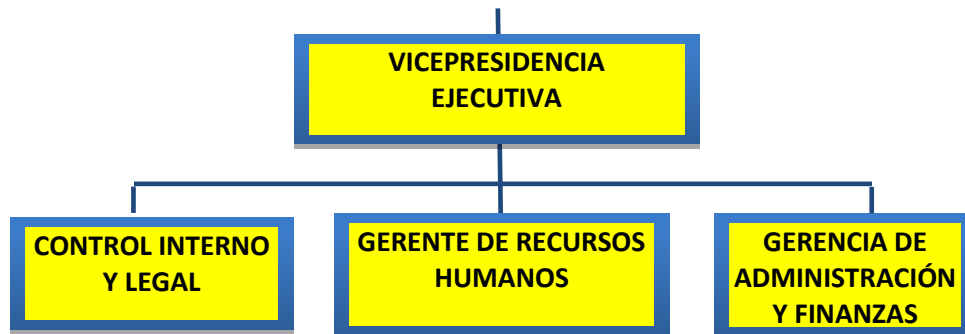 VICEPRESIDENCIA
EJECUTIVA
CONTROL INTERNO
Y LEGAL
GERENTE DE RECURSOS
HUMANOS
GERENCIA DE
ADMINISTRACIÓN
Y FINANZAS